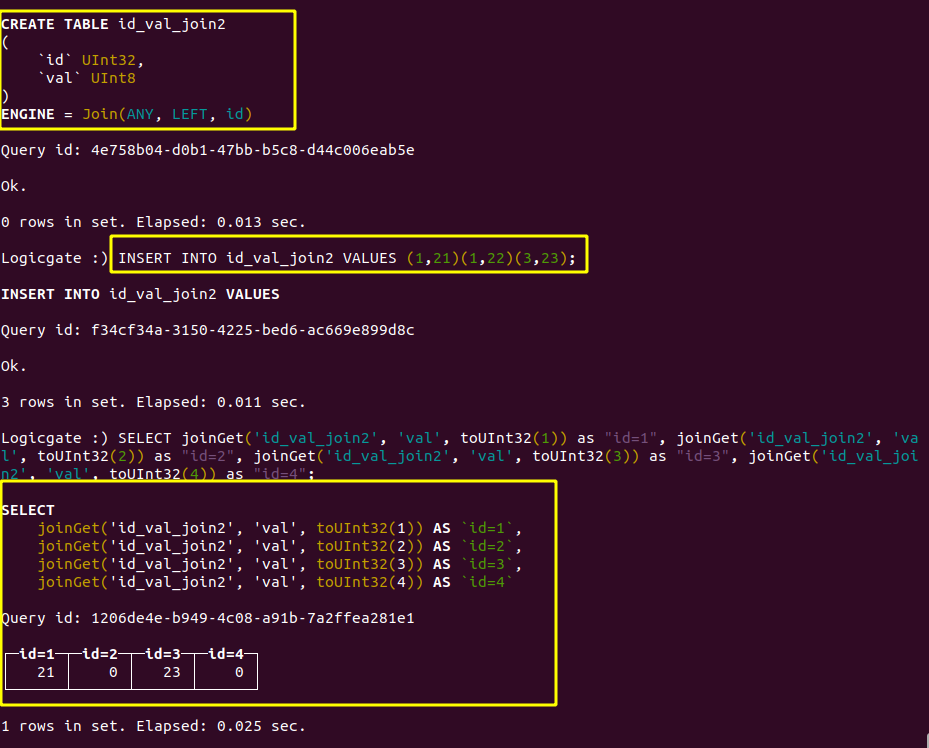 CREATE TABLE id_val_join2
(
    `id` UInt32,
    `val` UInt8
)
ENGINE = Join(ANY, LEFT, id)
Query id: 4e758b04-d0b1-47bb-b5c8-d44c006eab5e
Ok.
0 rows in set. Elapsed: 0.013 sec.
Logicgate :) INSERT INTO id_val_join2 VALUES (1,21)(1,22)(3,23);
INSERT INTO id_val_join2 VALUES
Query id: f34cf34a-3150-4225-bed6-ac669e899d8c
Ok.
3 rows in set. Elapsed: 0.011 sec.
Logicgate :) SELECT joinGet('id_val_join2', 'val', toUInt32(1)) as "id=1", joinGet('id_val_join2', 'va
l', toUInt32(2)) as "id=2", joinGet('id_val_join2', 'val', toUInt32(3)) as "id=3", joinGet('id_val_joi
n2', 'val', toUInt32(4)) as "id=4";
SELECT
    joinGet('id_val_join2', 'val', toUInt32(1)) AS `id=1`,
    joinGet('id_val_join2', 'val', toUInt32(2)) AS `id=2`,
    joinGet('id_val_join2', 'val', toUInt32(3)) AS `id=3`,
    joinGet('id_val_join2', 'val', toUInt32(4)) AS `id=4`
Query id: 1206de4e-b949-4c08-a91b-7a2ffea281e1
id=1 id=2 id=3 id=4
21 0 23 0
1 rows in set. Elapsed: 0.025 sec.